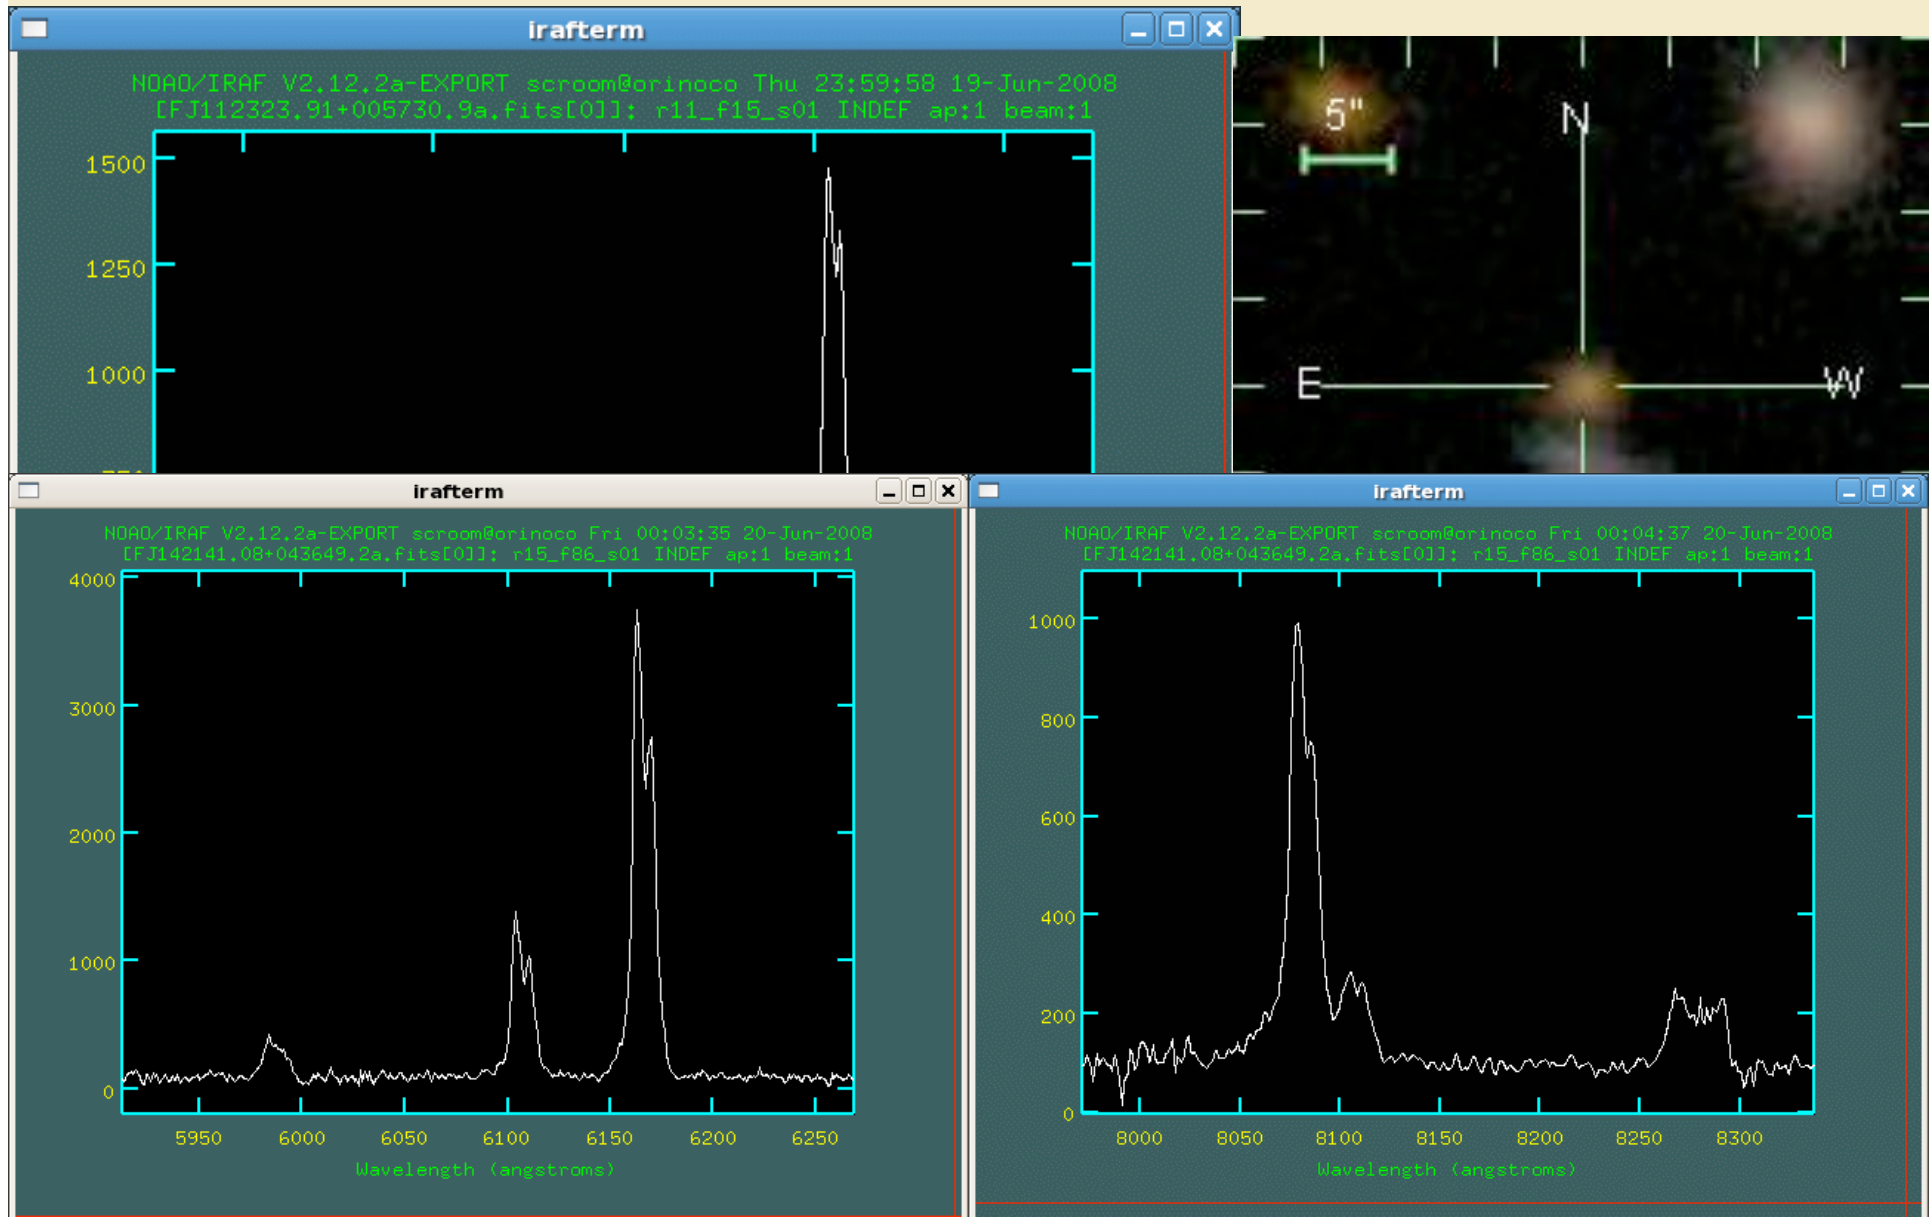 irafterm
NOAO/IRAF V2.12.2a-EXPORT scroom@orinoco Thu 23:59:58 19-Jun-2008
[FJ112323.91+005730.9a.fits[0]]: r11_f15_s01 INDEF ap:1 beam:1
1500
1250
1000
5"
N
E
W
irafterm
NOAO/IRAF V2.12.2a-EXPORT scroom@orinoco Fri 00:03:35 20-Jun-2008
[FJ142141.08+043649.2a.fits[0]]: r15_f86_s01 INDEF ap:1 beam:1
4000
3000
2000
1000
0
5950 6000 6050 6100 6150 6200 6250
Wavelength (angstroms)
irafterm
NOAO/IRAF V2.12.2a-EXPORT scroom@orinoco Fri 00:04:37 20-Jun-2008
[FJ142141.08+043649.2a.fits[0]]: r15_f86_s01 INDEF ap:1 beam:1
1000
800
600
400
200
0
8000 8050 8100 8150 8200 8250 8300
Wavelength (angstroms)